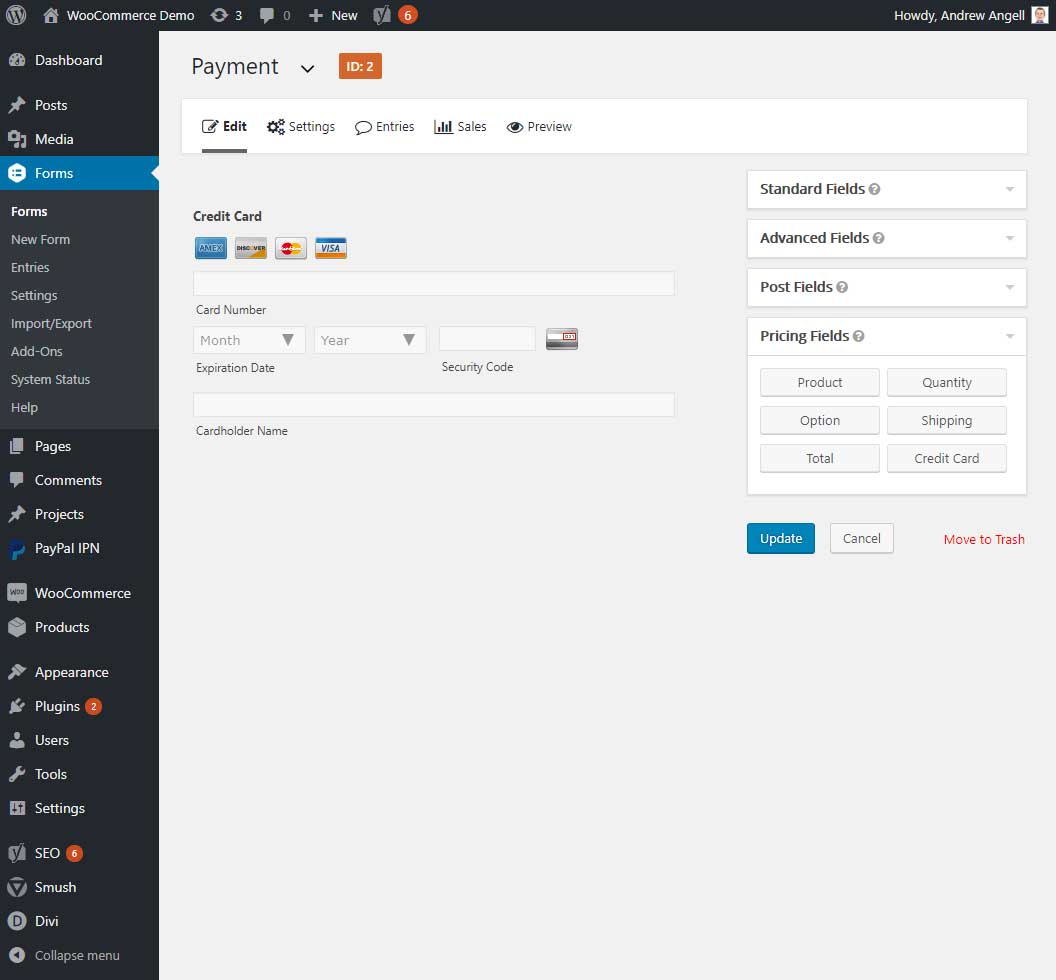 WooCommerce Demo 3 0 New 6 Howdy, Andrew Angell
Dashboard
Posts
Media
Forms
Forms
New Form
Entries
Settings
Import/Export
Add-Ons
System Status
Help
Pages
Comments
Projects
PayPal IPN
WooCommerce
Products
Appearance
Plugins 2
Users
Tools
Settings
SEO 6
Smush
Divi
Collapse menu
Payment ID: 2
Edit Settings Entries Sales Preview
Credit Card
AMEX DISCOVER MasterCard VISA
Card Number
Month Year
Expiration Date Security Code
Cardholder Name
Standard Fields
Advanced Fields
Post Fields
Pricing Fields
Product Quantity
Option Shipping
Total Credit Card
Update Cancel Move to Trash